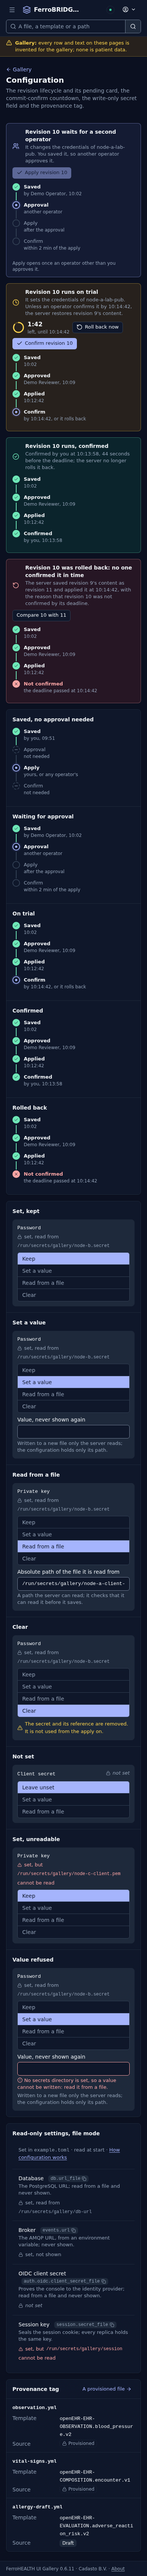 FerroBRIDG…
A file, a template or a path
Gallery: every row and text on these pages is
invented for the gallery; none is patient data.
← Gallery
Configuration
The revision lifecycle and its pending card, the
commit-confirm countdown, the write-only secret
field and the provenance tag.
Revision 10 waits for a second
operator
It changes the credentials of node-a-lab-
pub. You saved it, so another operator
approves it.
Apply revision 10
Saved
by Demo Operator, 10:02
Approval
another operator
Apply
after the approval
Confirm
within 2 min of the apply
Apply opens once an operator other than you
approves it.
Revision 10 runs on trial
It sets the credentials of node-a-lab-pub.
Unless an operator confirms it by 10:14:42,
the server restores revision 9's content.
1:42
left, until 10:14:42
Roll back now
Confirm revision 10
Saved
10:02
Approved
Demo Reviewer, 10:09
Applied
10:12:42
Confirm
by 10:14:42, or it rolls back
Revision 10 runs, confirmed
Confirmed by you at 10:13:58, 44 seconds
before the deadline; the server no longer
rolls it back.
Saved
10:02
Approved
Demo Reviewer, 10:09
Applied
10:12:42
Confirmed
by you, 10:13:58
Revision 10 was rolled back: no one
confirmed it in time
The server saved revision 9's content as
revision 11 and applied it at 10:14:42, with
the reason that revision 10 was not
confirmed by its deadline.
Compare 10 with 11
Saved
10:02
Approved
Demo Reviewer, 10:09
Applied
10:12:42
Not confirmed
the deadline passed at 10:14:42
Saved, no approval needed
Saved
by you, 09:51
Approval
not needed
Apply
yours, or any operator's
Confirm
not needed
Waiting for approval
Saved
by Demo Operator, 10:02
Approval
another operator
Apply
after the approval
Confirm
within 2 min of the apply
On trial
Saved
10:02
Approved
Demo Reviewer, 10:09
Applied
10:12:42
Confirm
by 10:14:42, or it rolls back
Confirmed
Saved
10:02
Approved
Demo Reviewer, 10:09
Applied
10:12:42
Confirmed
by you, 10:13:58
Rolled back
Saved
10:02
Approved
Demo Reviewer, 10:09
Applied
10:12:42
Not confirmed
the deadline passed at 10:14:42
Set, kept
Password
set, read from
/run/secrets/gallery/node-b.secret
Keep
Set a value
Read from a file
Clear
Set a value
Password
set, read from
/run/secrets/gallery/node-b.secret
Keep
Set a value
Read from a file
Clear
Value, never shown again
Written to a new file only the server reads;
the configuration holds only its path.
Read from a file
Private key
set, read from
/run/secrets/gallery/node-b.secret
Keep
Set a value
Read from a file
Clear
Absolute path of the file it is read from
/run/secrets/gallery/node-a-client-
A path the server can read. It checks that it
can read it before it saves.
Clear
Password
set, read from
/run/secrets/gallery/node-b.secret
Keep
Set a value
Read from a file
Clear
The secret and its reference are removed.
It is not used from the apply on.
Not set
Client secret
not set
Leave unset
Set a value
Read from a file
Set, unreadable
Private key
set, but
/run/secrets/gallery/node-c-client.pem
cannot be read
Keep
Set a value
Read from a file
Clear
Value refused
Password
set, read from
/run/secrets/gallery/node-b.secret
Keep
Set a value
Read from a file
Clear
Value, never shown again
No secrets directory is set, so a value
cannot be written: read it from a file.
Written to a new file only the server reads;
the configuration holds only its path.
Read-only settings, file mode
Set in example.toml · read at start · How
configuration works
Database db.url_file
The PostgreSQL URL, read from a file and
never shown.
set, read from
/run/secrets/gallery/db-url
Broker events.url
The AMQP URL, from an environment
variable; never shown.
set, not shown
OIDC client secret
auth.oidc.client_secret_file
Proves the console to the identity provider;
read from a file and never shown.
not set
Session key session.secret_file
Seals the session cookie; every replica holds
the same key.
set, but /run/secrets/gallery/session
cannot be read
Provenance tag
A provisioned file →
observation.yml
Template openEHR-EHR-
OBSERVATION.blood_pressur
e.v2
Source Provisioned
vital-signs.yml
Template openEHR-EHR-
COMPOSITION.encounter.v1
Source Provisioned
allergy-draft.yml
Template openEHR-EHR-
EVALUATION.adverse_reactio
n_risk.v2
Source Draft
FerroHEALTH UI Gallery 0.6.11 · Cadasto B.V. · About